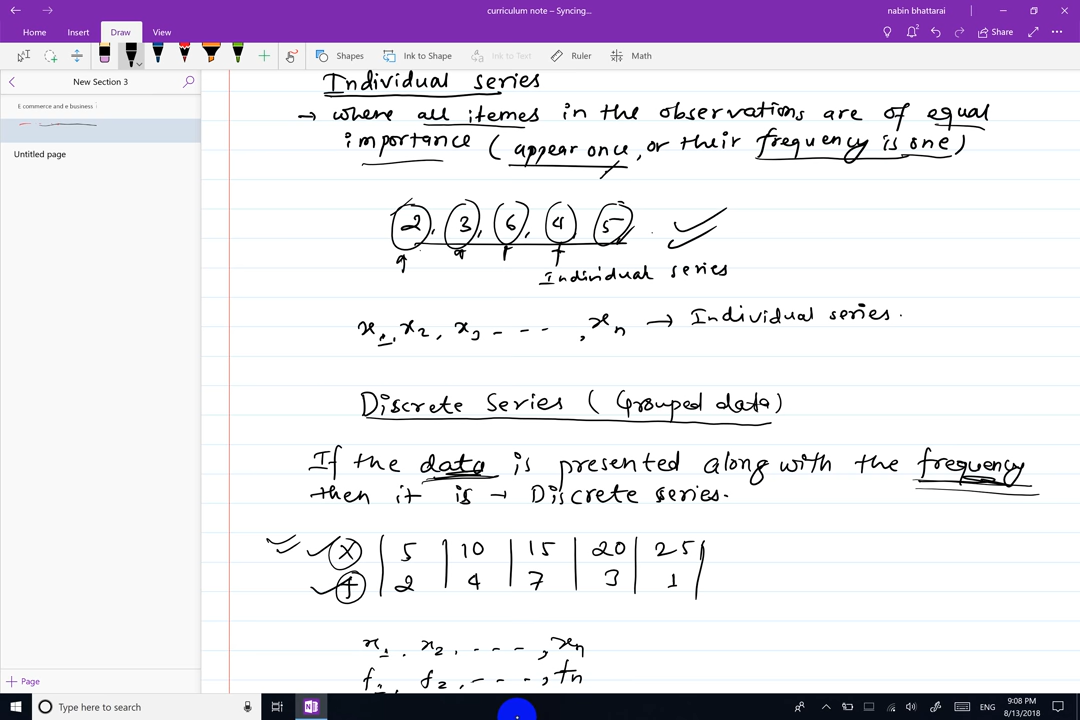 curriculum note – Syncing...
nabin bhattarai
Home Insert Draw View
Share
Shapes
Ink to Shape
Ink to Text
Ruler
Math
New Section 3
E commerce and e business
Untitled page
Page
Individual series
→ where all itemes in the observations are of equal
importance (appear once, or their frequency is one)
2, 3, 6, 4, 5
Individual series
x1, x2, x3 - - - - , xn → Individual series.
Discrete Series (Grouped data)
If the data is presented along with the frequency
then it is → Discrete series.
X | 5 | 10 | 15 | 20 | 25 |
f | 2 | 4 | 7 | 3 | 1 |
x1, x2, - - - - , xn
f1, f2, - - - - , fn
Type here to search
ENG
9:08 PM
8/13/2018